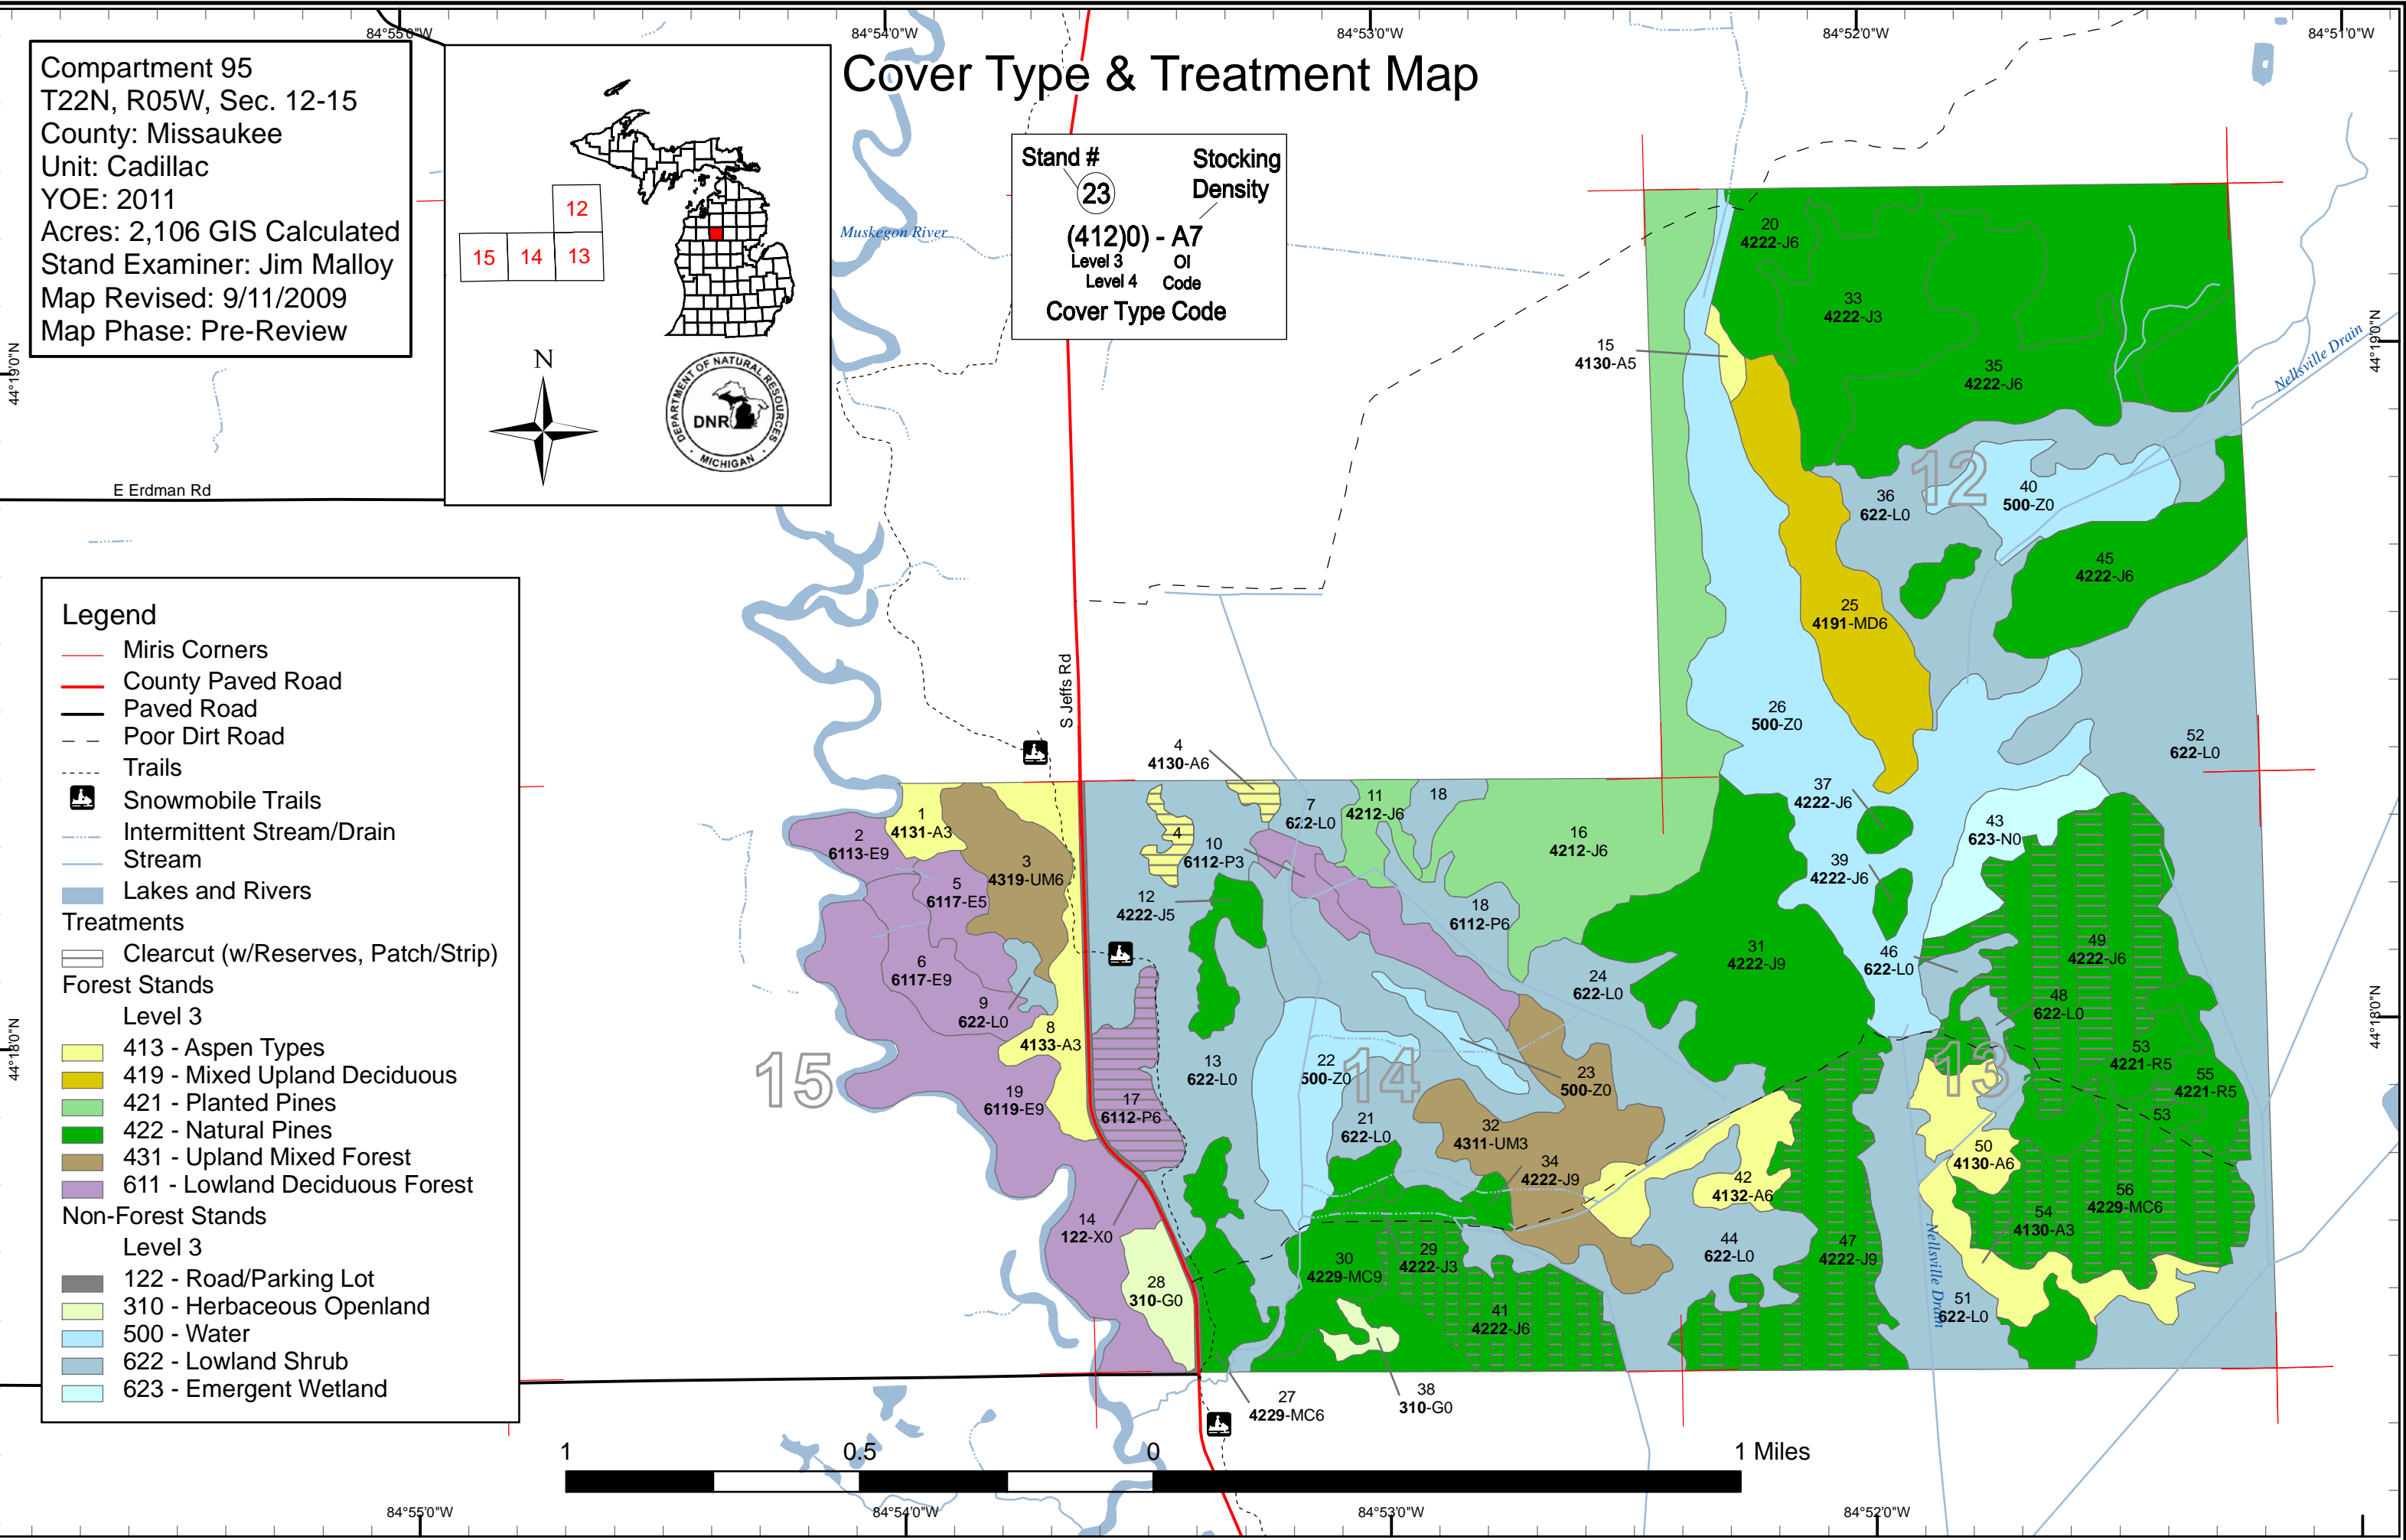 84°55'0"W
84°54'0"W
84°53'0"W
84°52'0"W
84°51'0"W
Cover Type & Treatment Map
Compartment 95
T22N, R05W, Sec. 12-15
County: Missaukee
Unit: Cadillac
YOE: 2011
Acres: 2,106 GIS Calculated
Stand Examiner: Jim Malloy
Map Revised: 9/11/2009
Map Phase: Pre-Review
12
15 14 13
N
DEPARTMENT OF NATURAL RESOURCES
DNR
MICHIGAN
Stand #
Stocking
Density
23
(412)0) - A7
Level 3
OI
Level 4
Code
Cover Type Code
Muskegon River
44°19'0"N
44°19'0"N
E Erdman Rd
S Jeffs Rd
Nellsville Drain
Legend
Miris Corners
County Paved Road
Paved Road
Poor Dirt Road
Trails
Snowmobile Trails
Intermittent Stream/Drain
Stream
Lakes and Rivers
Treatments
Clearcut (w/Reserves, Patch/Strip)
Forest Stands
Level 3
413 - Aspen Types
419 - Mixed Upland Deciduous
421 - Planted Pines
422 - Natural Pines
431 - Upland Mixed Forest
611 - Lowland Deciduous Forest
Non-Forest Stands
Level 3
122 - Road/Parking Lot
310 - Herbaceous Openland
500 - Water
622 - Lowland Shrub
623 - Emergent Wetland
20
4222-J6
33
4222-J3
15
4130-A5
35
4222-J6
12
36
622-L0
40
500-Z0
45
4222-J6
25
4191-MD6
26
500-Z0
52
622-L0
4
4130-A6
37
4222-J6
43
623-N0
1
4131-A3
2
6113-E9
3
4319-UM6
4
7
622-L0
11
4212-J6
18
16
4212-J6
10
6112-P3
39
4222-J6
5
6117-E5
12
4222-J5
18
6112-P6
31
4222-J9
46
622-L0
49
4222-J6
6
6117-E9
9
622-L0
24
622-L0
48
622-L0
8
4133-A3
44°18'0"N
44°18'0"N
15
14
13
13
622-L0
22
500-Z0
23
500-Z0
53
4221-R5
55
4221-R5
53
19
6119-E9
17
6112-P6
21
622-L0
32
4311-UM3
34
4222-J9
42
4132-A6
50
4130-A6
56
4229-MC6
54
4130-A3
14
122-X0
44
622-L0
47
4222-J9
Nellsville Drain
28
310-G0
30
4229-MC9
29
4222-J3
41
4222-J6
51
622-L0
27
4229-MC6
38
310-G0
1 0.5 0 1 Miles
84°55'0"W
84°54'0"W
84°53'0"W
84°52'0"W